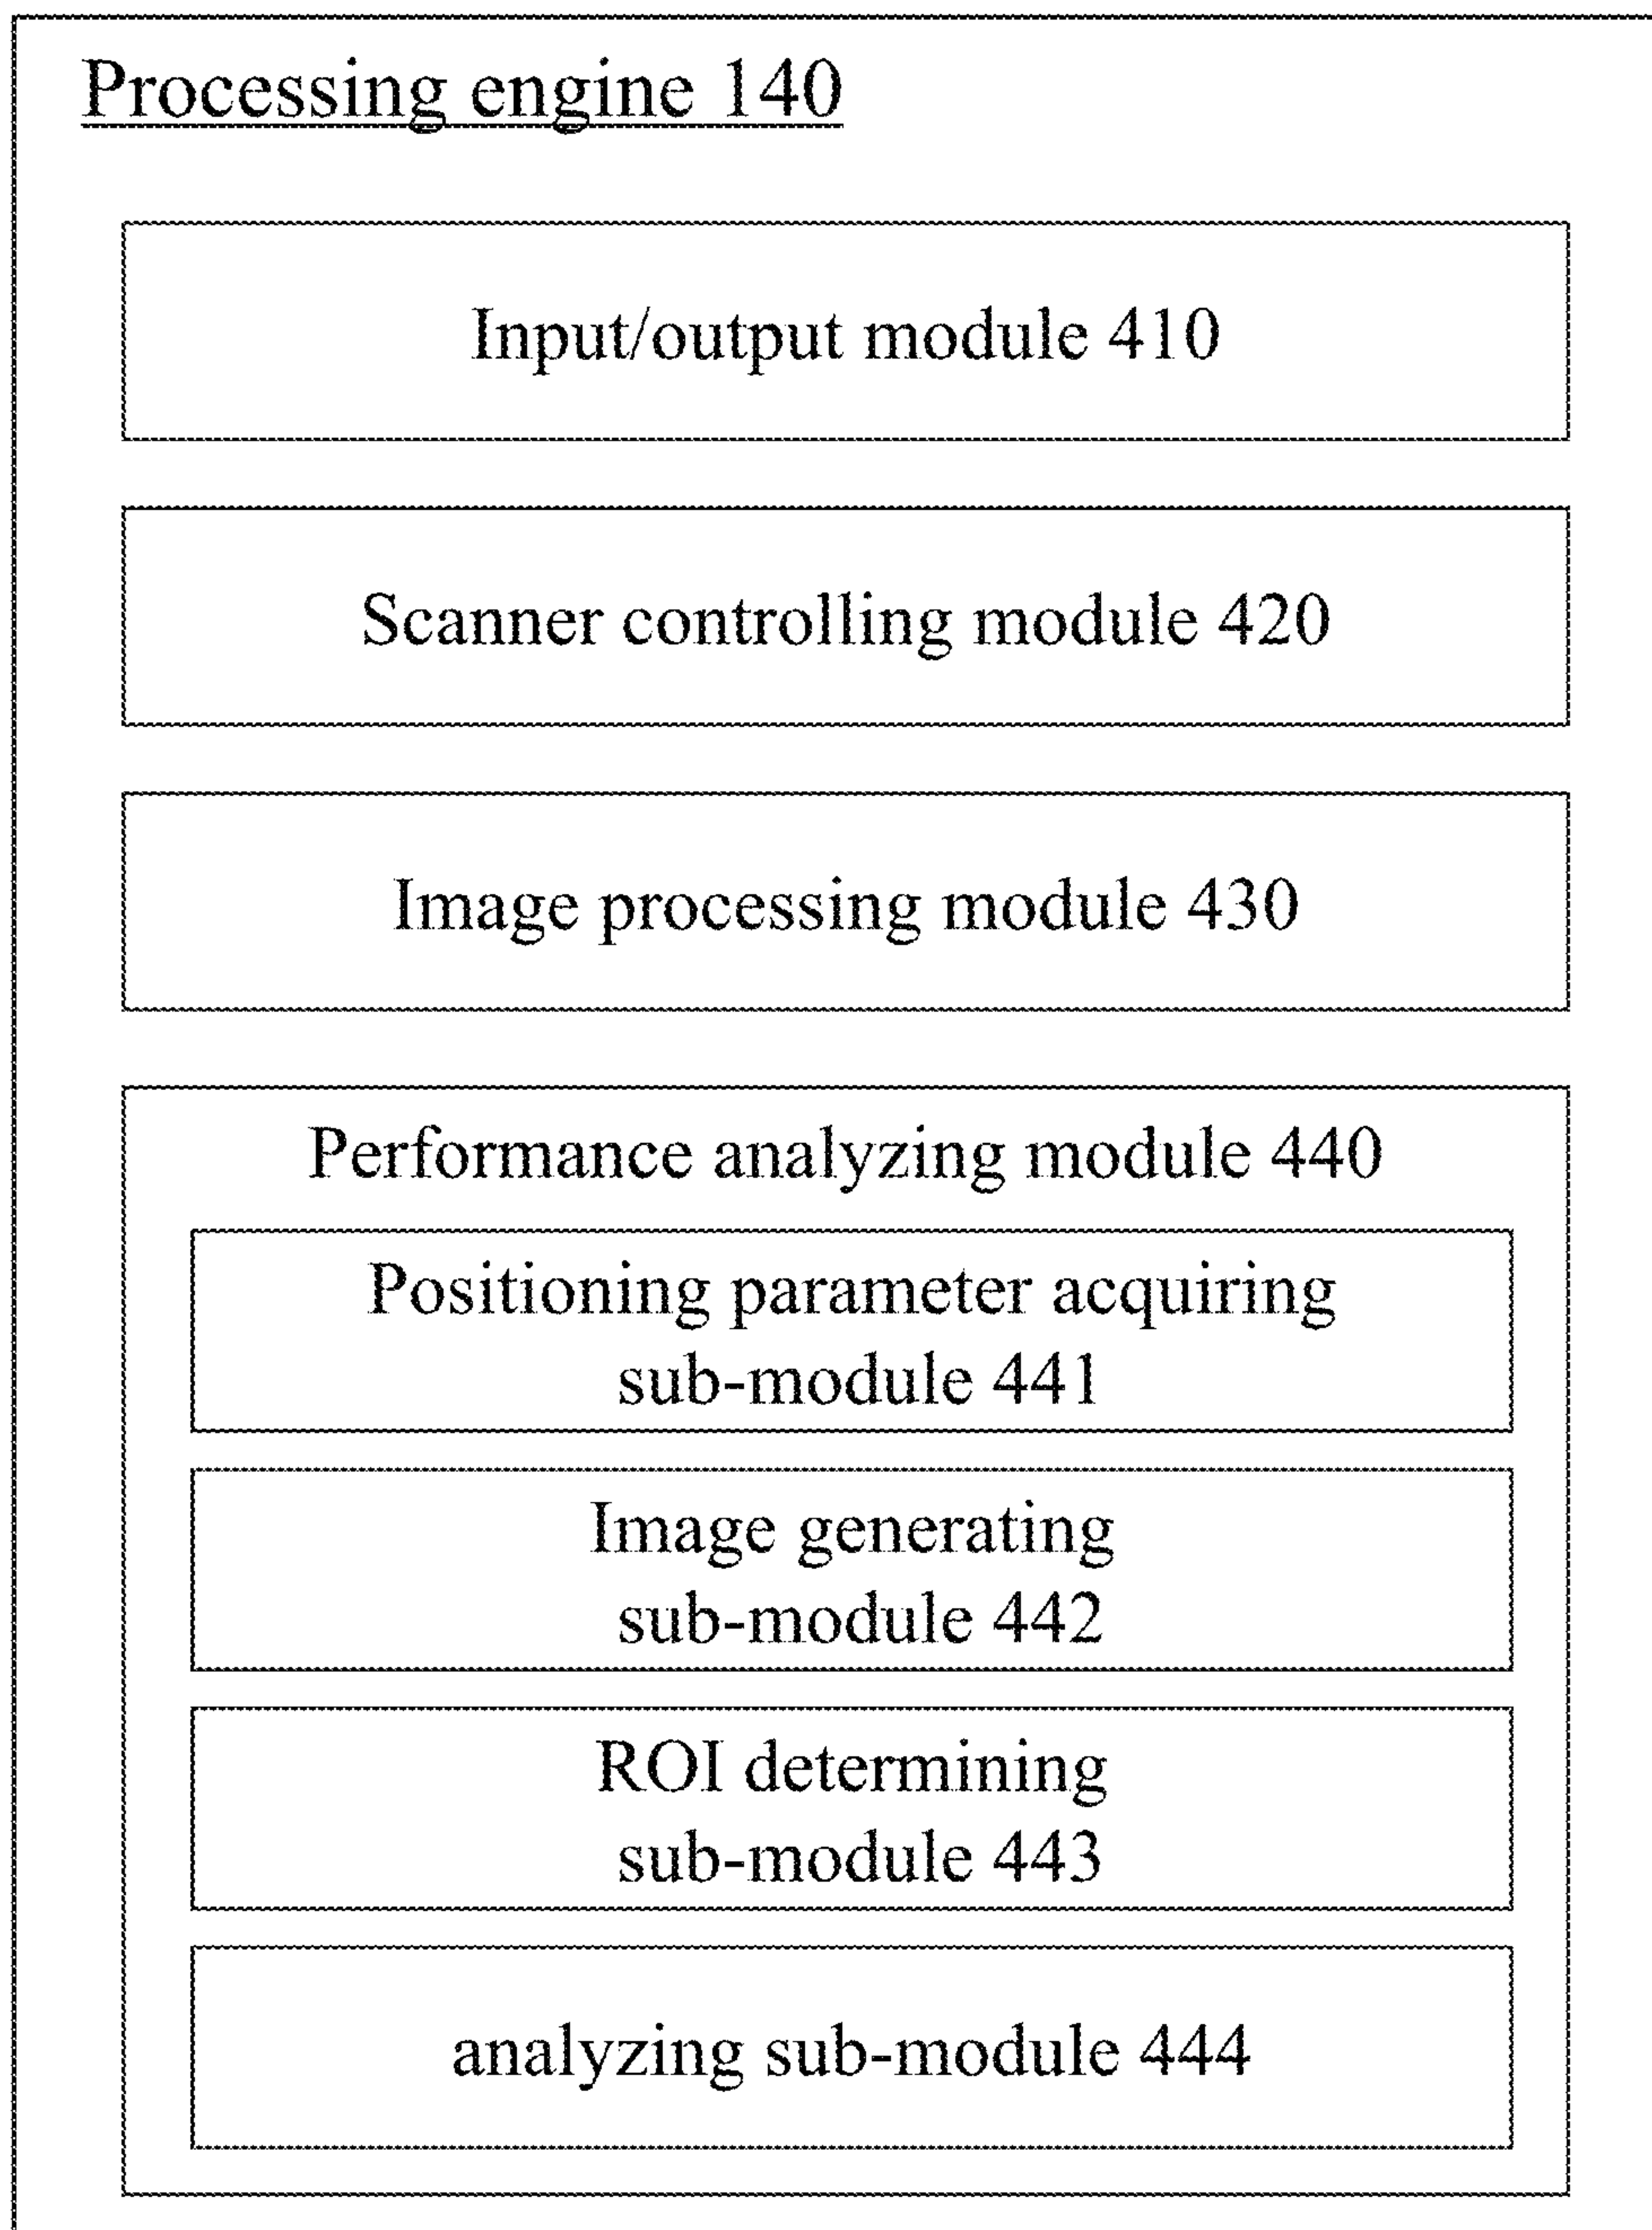 Processing engine 140
Input/output module 410
Scanner controlling module 420
Image processing module 430
Performance analyzing module 440
Positioning parameter acquiring
sub-module 441
Image generating
sub-module 442
ROI determining
sub-module 443
analyzing sub-module 444